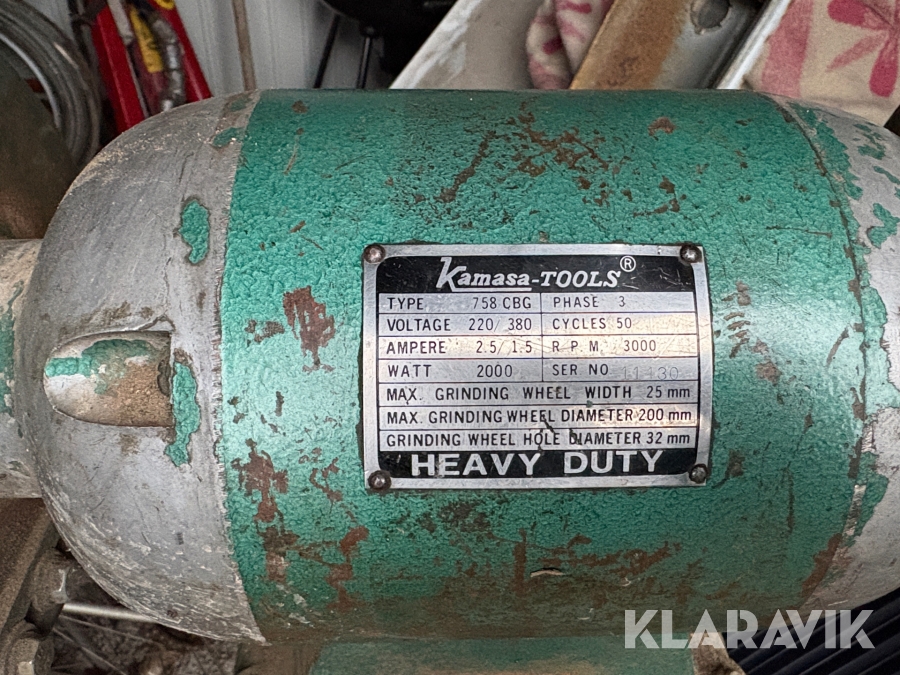 Kamasa-TOOLS®
TYPE 758 CBG PHASE 3
VOLTAGE 220/380 CYCLES 50
AMPERE 2.5/1.5 R.P.M. 3000
WATT 2000 SER NO 11430
MAX. GRINDING WHEEL WIDTH 25 mm
MAX. GRINDING WHEEL DIAMETER 200 mm
GRINDING WHEEL HOLE DIAMETER 32 mm
HEAVY DUTY
KLARAVIK